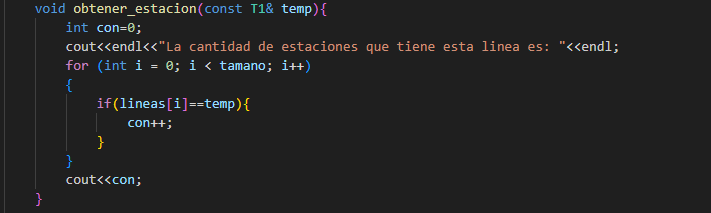 void obtener_estacion(const T1& temp){
int con=0;
cout<<endl<<"La cantidad de estaciones que tiene esta linea es: "<<endl;
for (int i = 0; i < tamano; i++)
{
if(lineas[i]==temp){
con++;
}
}
cout<<con;
}